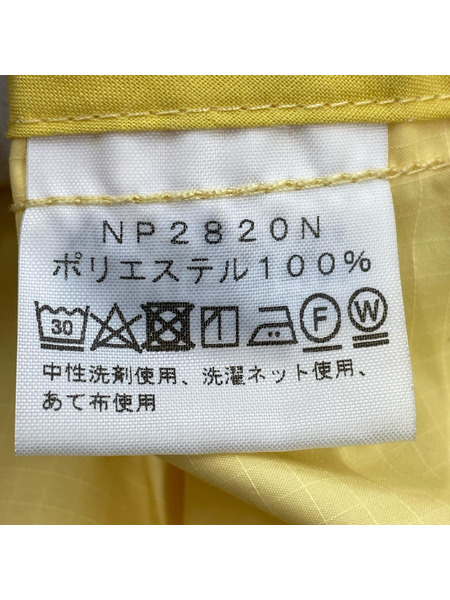 NP2820N
ポリエステル100%
30 F W
中性洗剤使用、洗濯ネット使用、
あて布使用